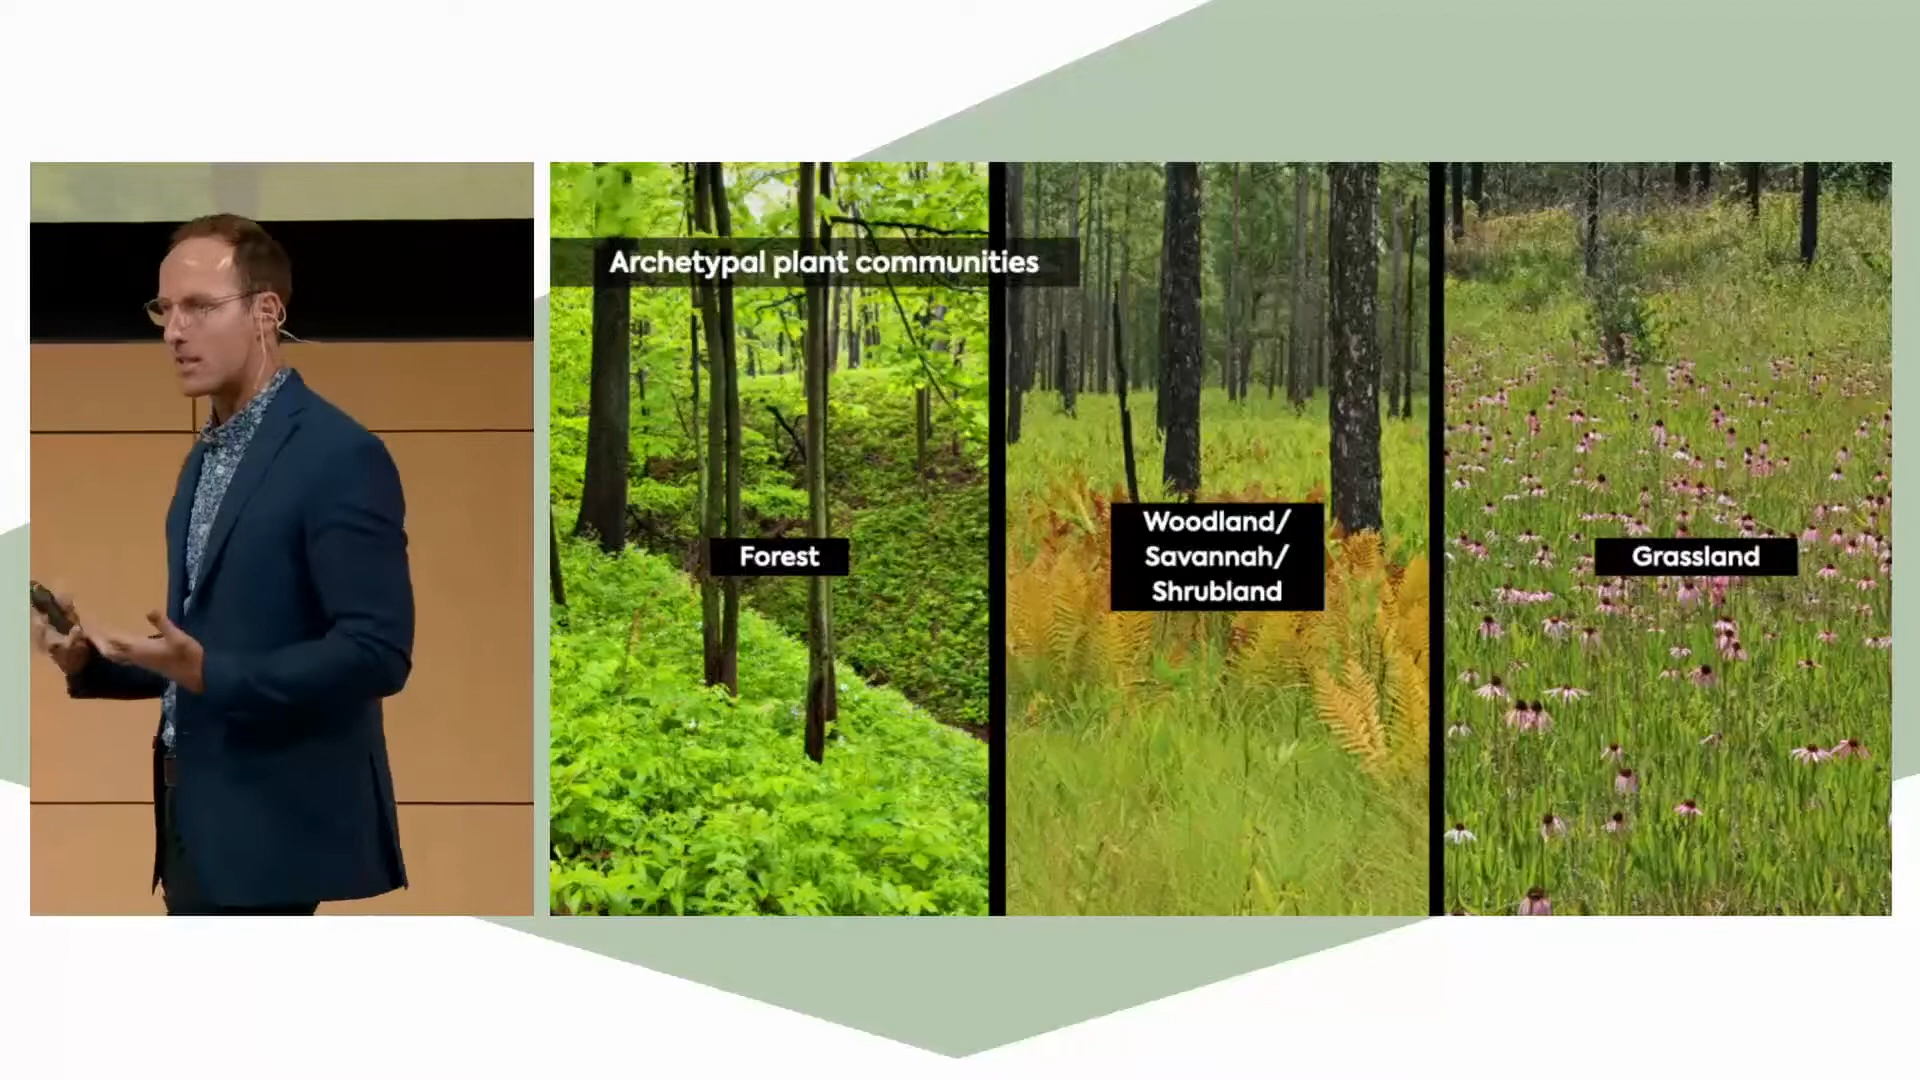 Archetypal plant communities
Forest
Woodland/
Savannah/
Shrubland
Grassland